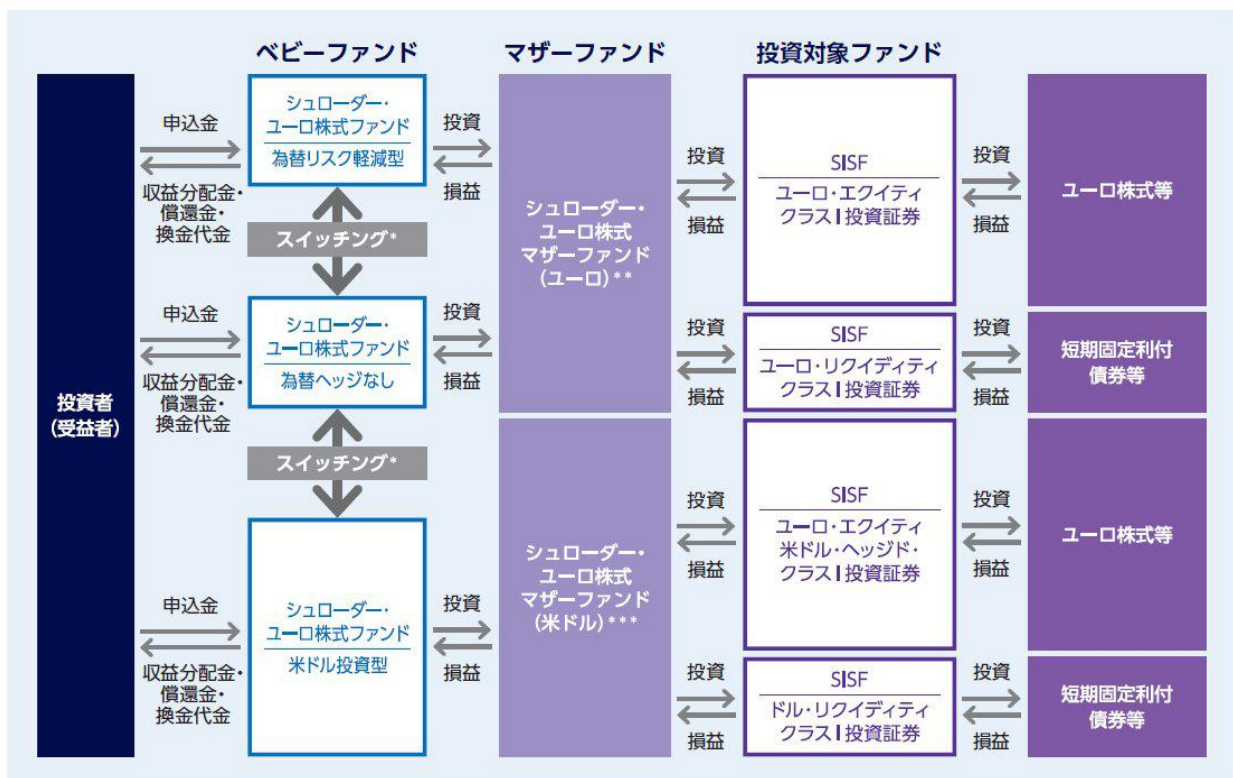 ベビーファンド
マザーファンド
投資対象ファンド
投資者
(受益者)
申込金
収益分配金・
償還金・
換金代金
シュローダー・
ユーロ株式ファンド
為替リスク軽減型
投資
損益
スイッチング*
申込金
収益分配金・
償還金・
換金代金
シュローダー・
ユーロ株式ファンド
為替ヘッジなし
投資
損益
スイッチング*
申込金
収益分配金・
償還金・
換金代金
シュローダー・
ユーロ株式ファンド
米ドル投資型
投資
損益
シュローダー・
ユーロ株式
マザーファンド
(ユーロ)**
投資
損益
SISF
ユーロ・エクイティ
クラスI投資証券
投資
損益
ユーロ株式等
投資
損益
SISF
ユーロ・リクイディティ
クラスI投資証券
投資
損益
短期固定利付
債券等
シュローダー・
ユーロ株式
マザーファンド
(米ドル)***
投資
損益
SISF
ユーロ・エクイティ
米ドル・ヘッジド・
クラスI投資証券
投資
損益
ユーロ株式等
投資
損益
SISF
ドル・リクイディティ
クラスI投資証券
投資
損益
短期固定利付
債券等